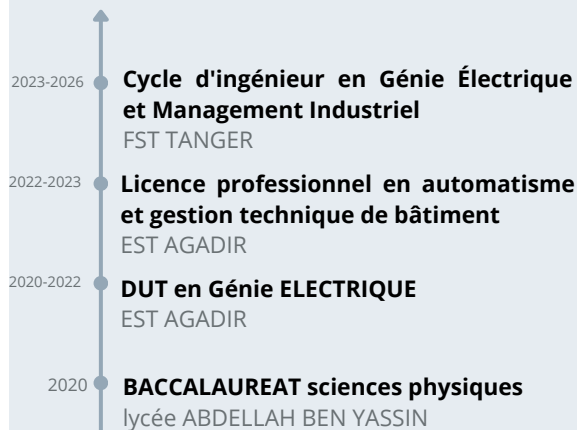 2023-2026
Cycle d'ingénieur en Génie Électrique
et Management Industriel
FST TANGER
2022-2023
Licence professionnel en automatisme
et gestion technique de bâtiment
EST AGADIR
2020-2022
DUT en Génie ELECTRIQUE
EST AGADIR
2020
BACCALAUREAT sciences physiques
lycée ABDELLAH BEN YASSIN